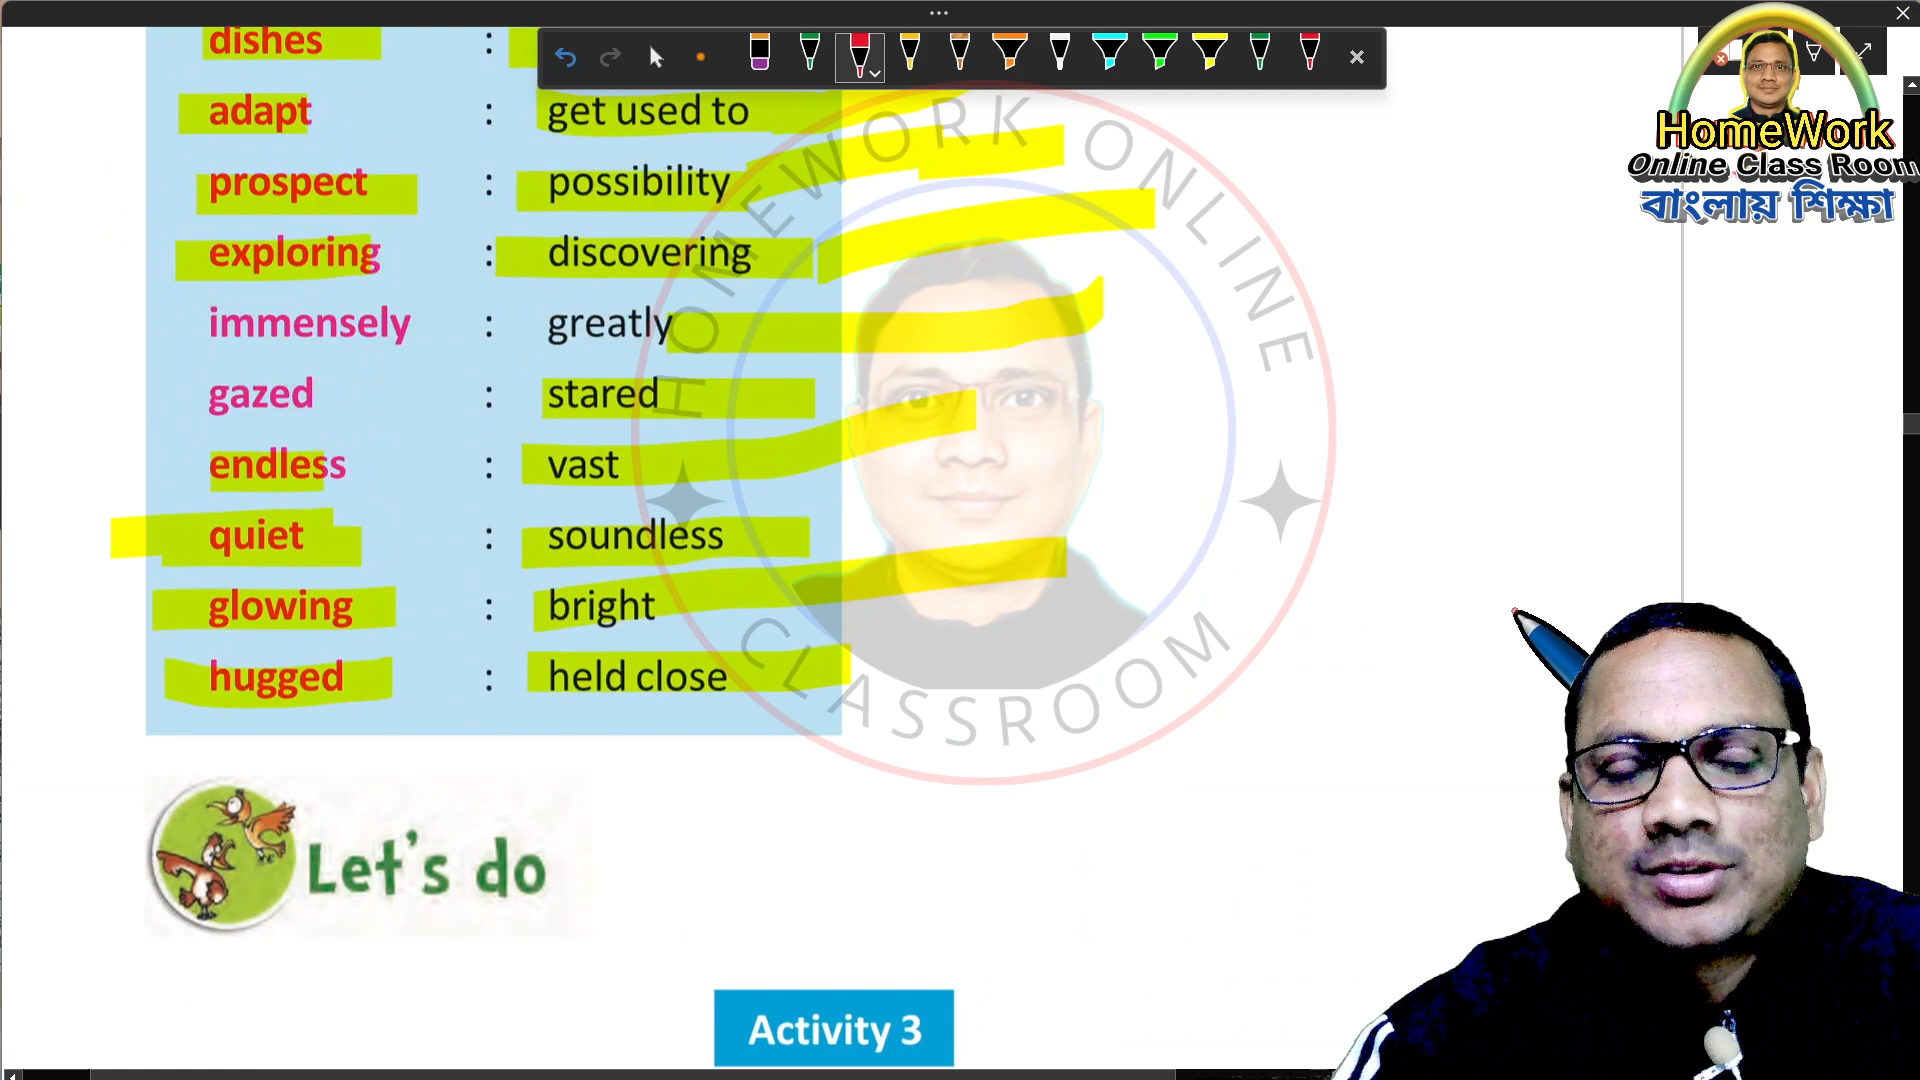 dishes :
adapt : get used to
prospect : possibility
exploring : discovering
immensely : greatly
gazed : stared
endless : vast
quiet : soundless
glowing : bright
hugged : held close
Let's do
Activity 3
HOMEWORK ONLINE
CLASSROOM
HomeWork
Online Class Room
বাংলায় শিক্ষা